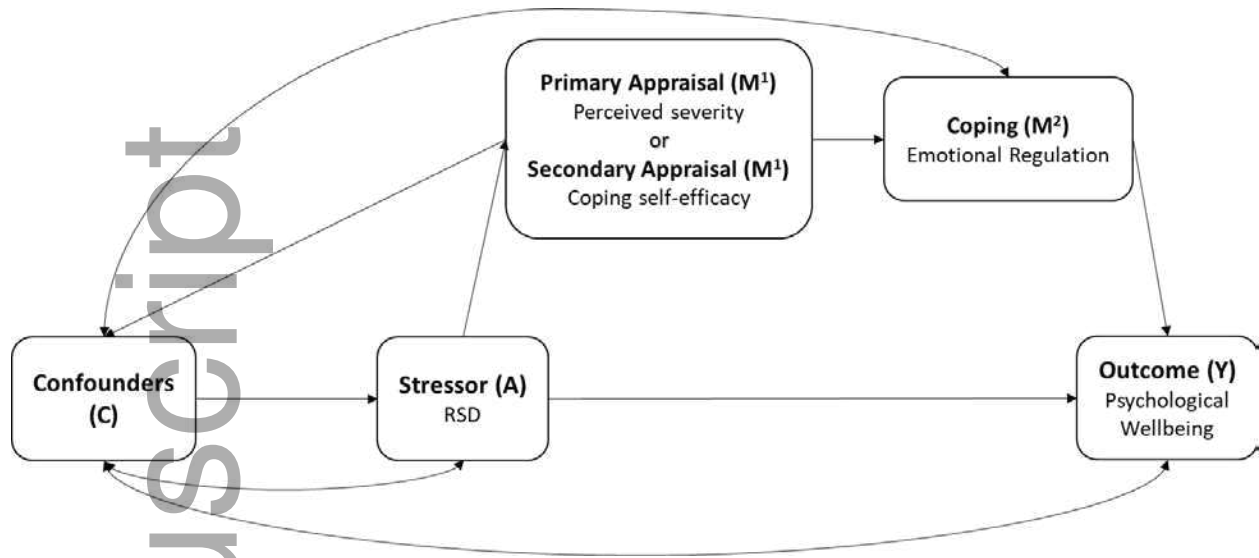 Primary Appraisal (M¹)
Perceived severity
or
Secondary Appraisal (M¹)
Coping self-efficacy
Coping (M²)
Emotional Regulation
Confounders
(C)
Stressor (A)
RSD
Outcome (Y)
Psychological
Wellbeing
uscript